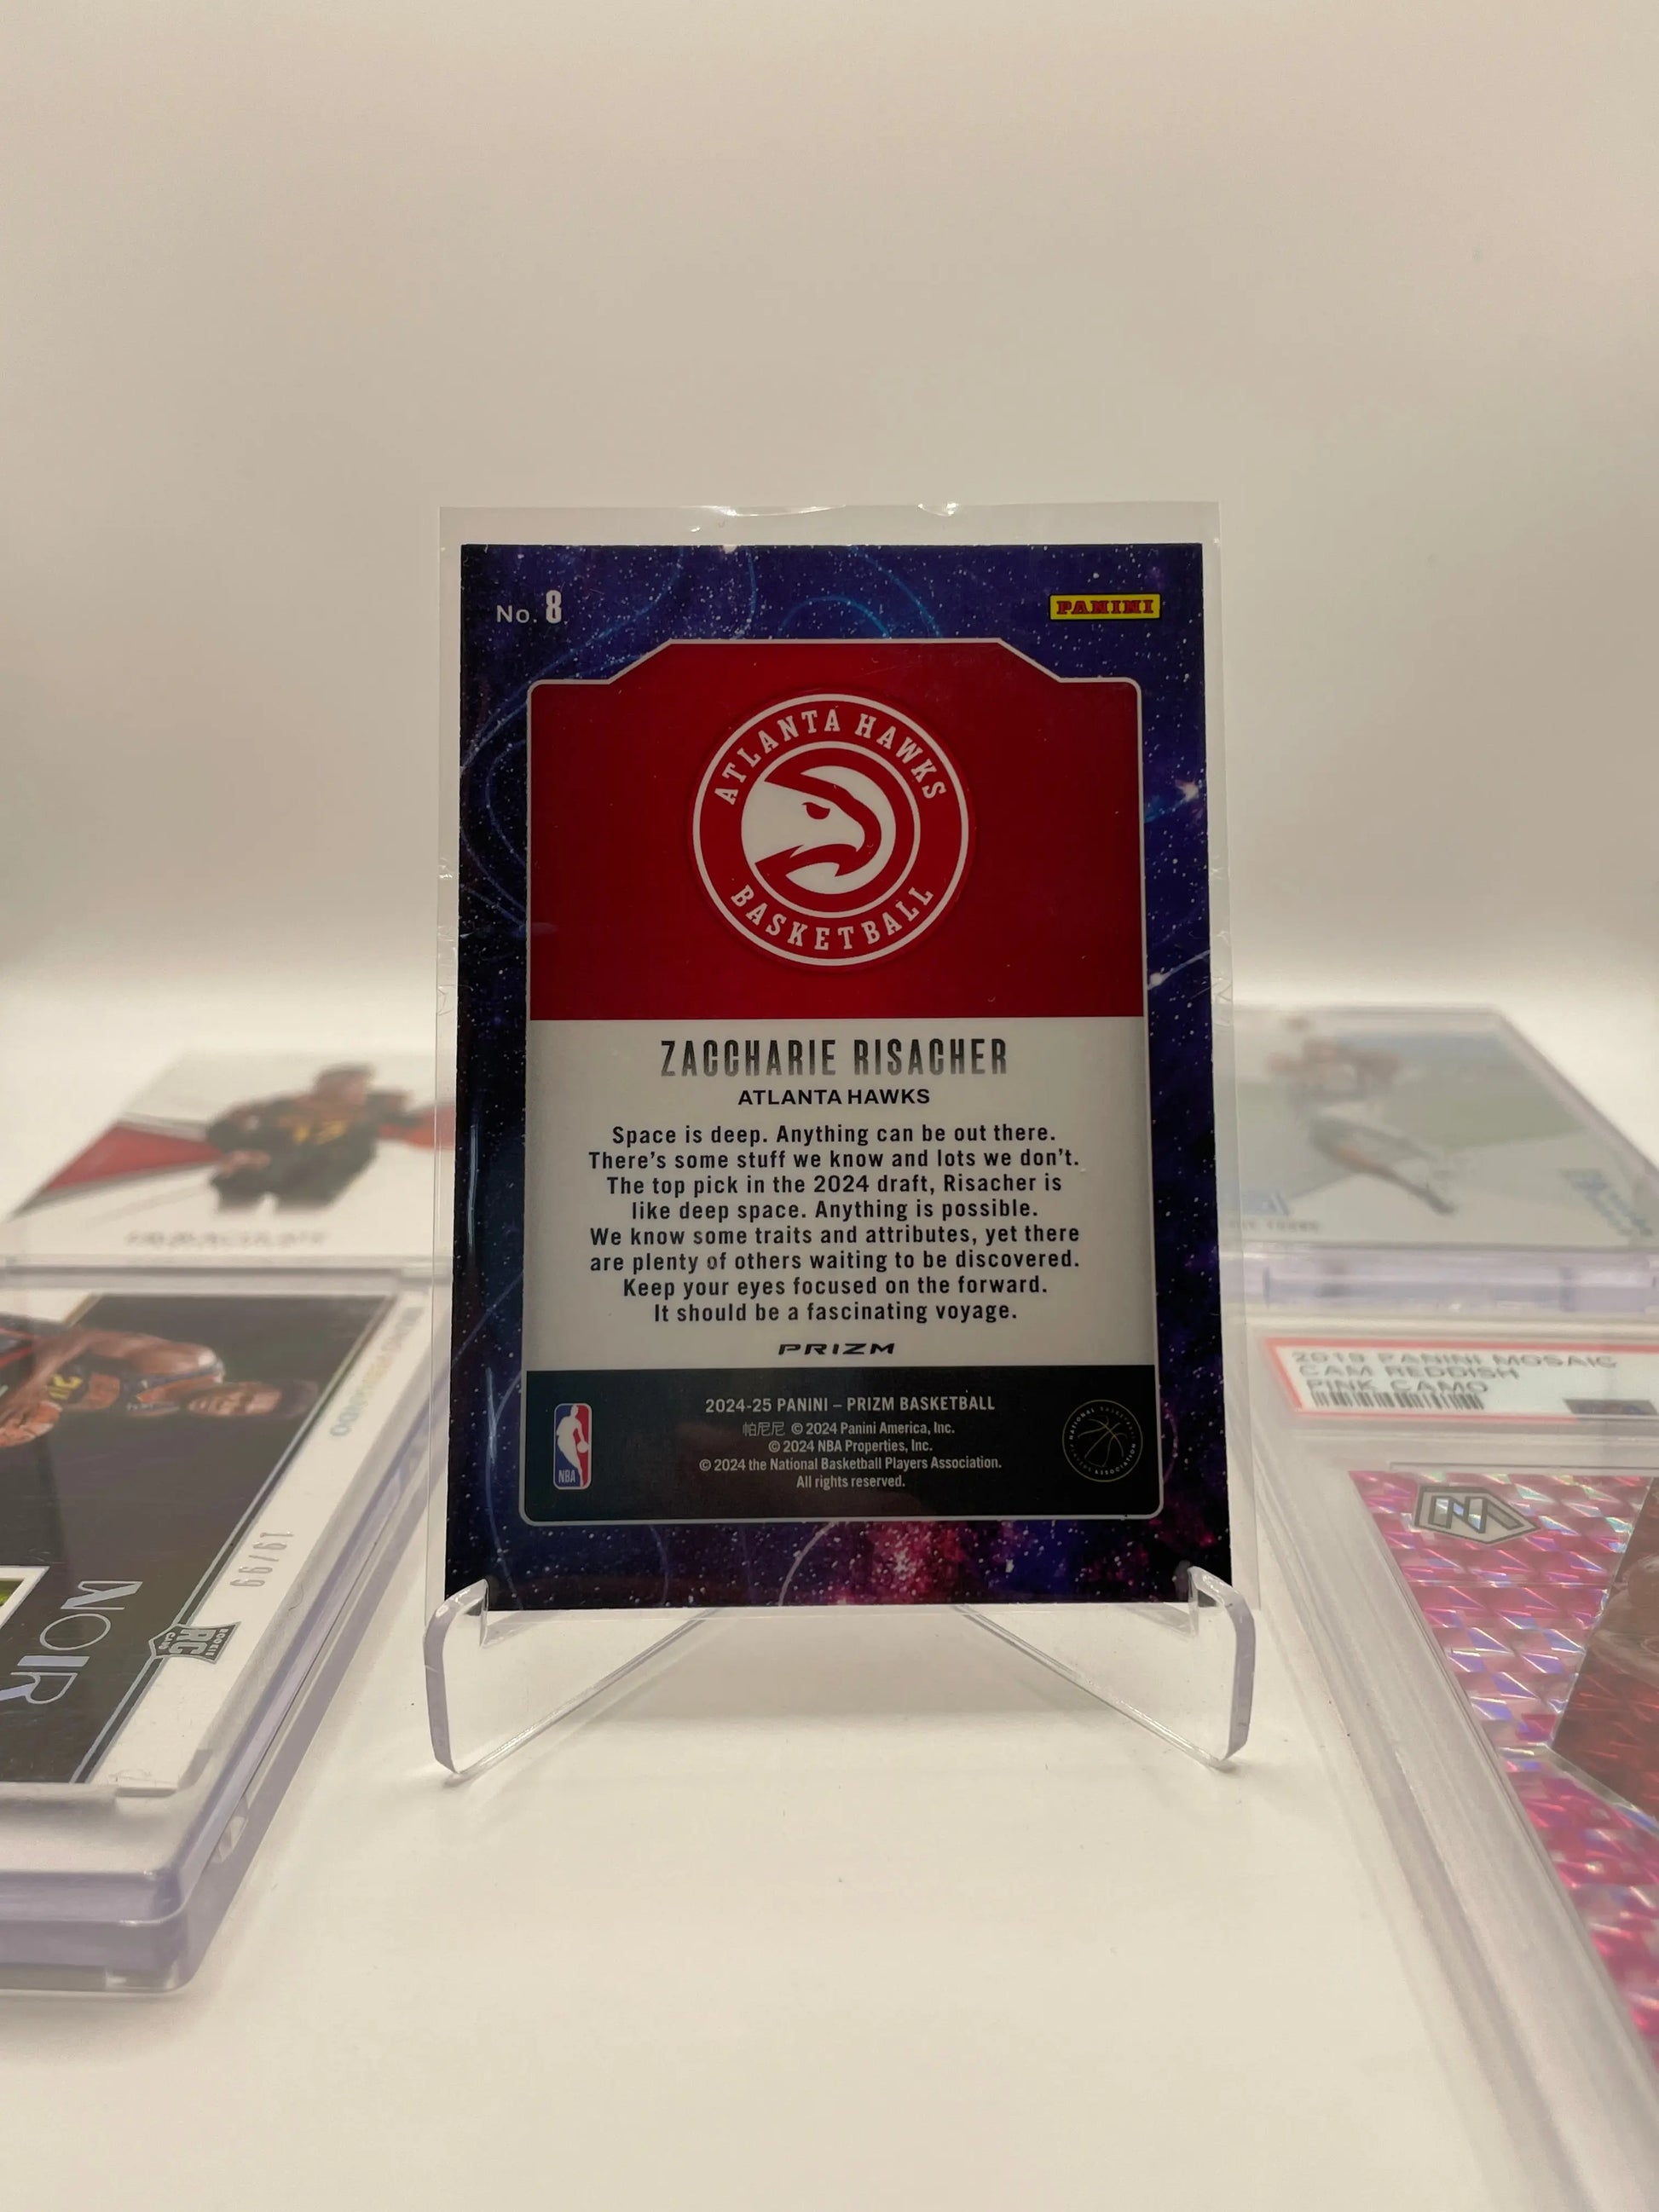 No. 8
PANINI
ATLANTA HAWKS
BASKETBALL
ZACCHARIE RISACHER
ATLANTA HAWKS
Space is deep. Anything can be out there.
There's some stuff we know and lots we don't.
The top pick in the 2024 draft, Risacher is
like deep space. Anything is possible.
We know some traits and attributes, yet there
are plenty of others waiting to be discovered.
Keep your eyes focused on the forward.
It should be a fascinating voyage.
PRIZM
2024-25 PANINI – PRIZM BASKETBALL
帕尼尼 © 2024 Panini America, Inc.
© 2024 NBA Properties, Inc.
© 2024 the National Basketball Players Association.
All rights reserved.
NBA
2019 PANINI MOSAIC
CAM REDDISH
PINK CAMO
19/99
NOIR
RC